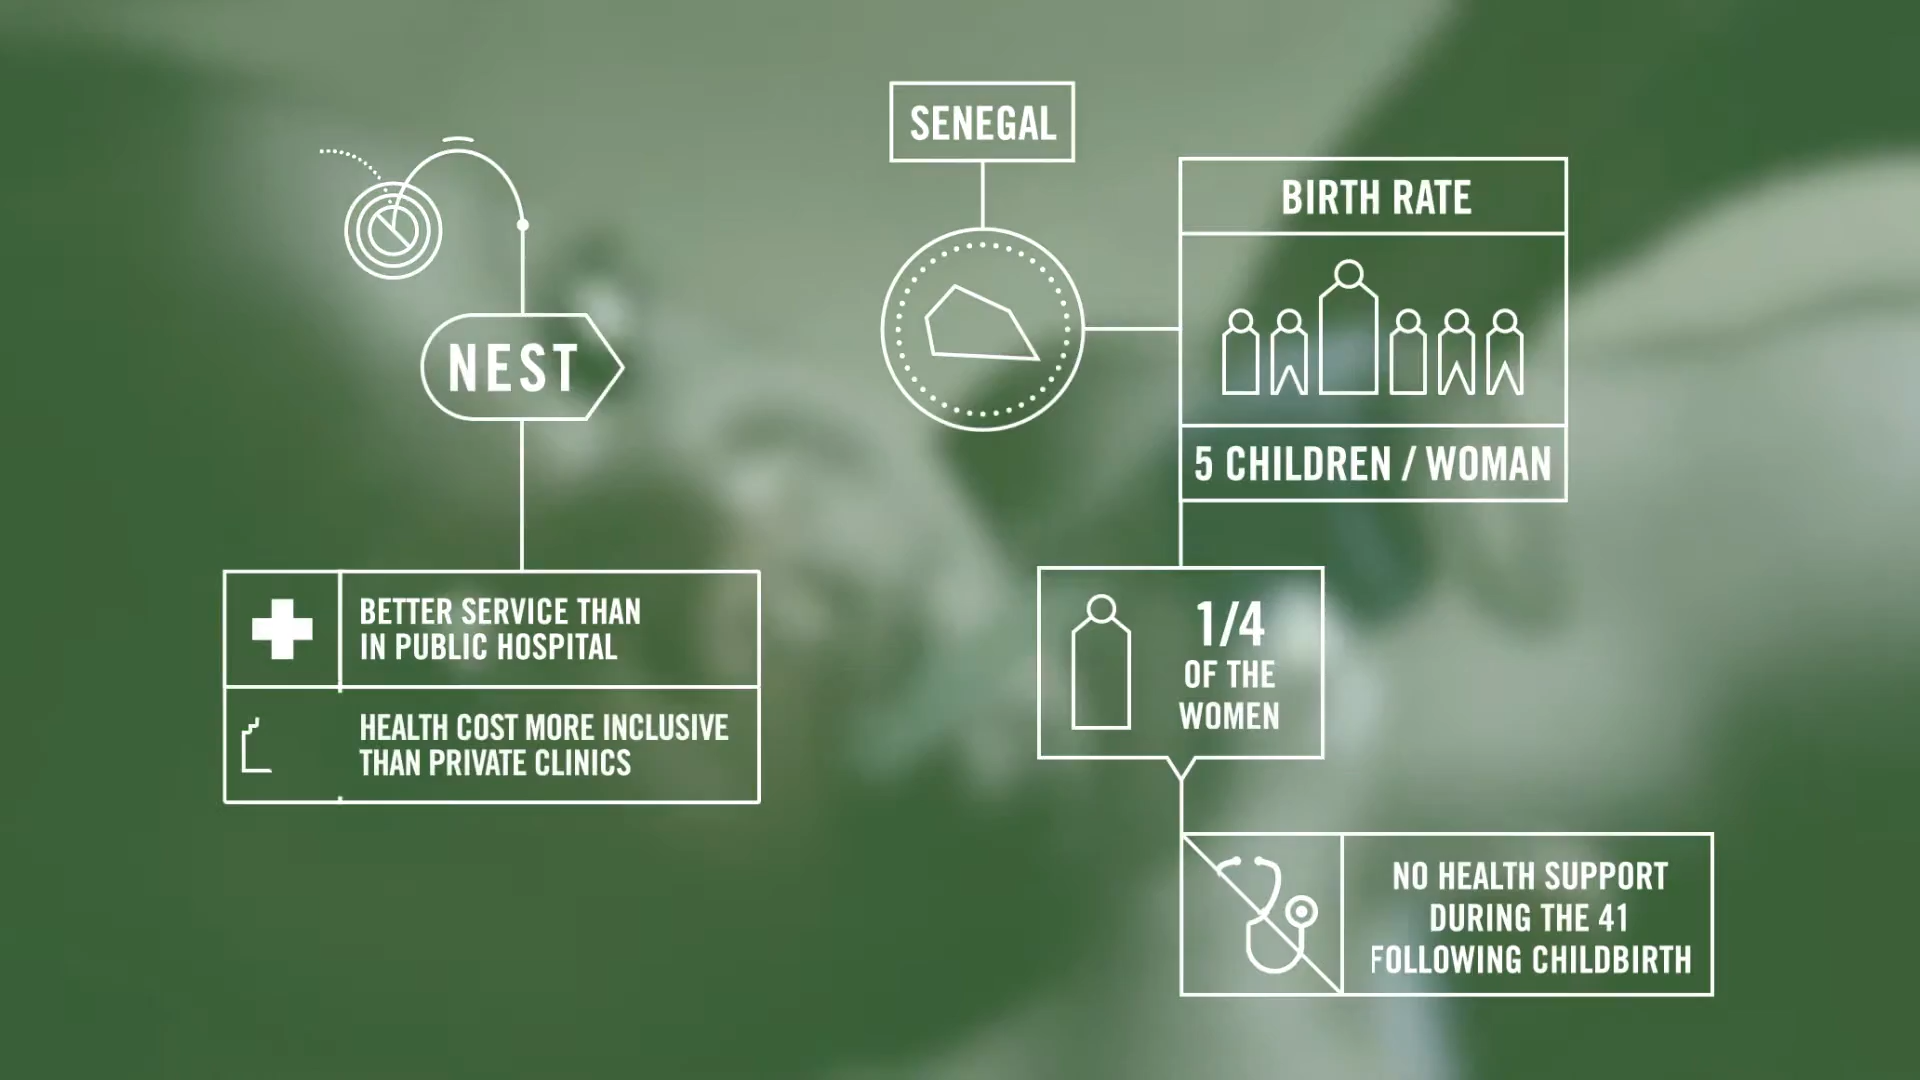 NEST
BETTER SERVICE THAN
IN PUBLIC HOSPITAL
HEALTH COST MORE INCLUSIVE
THAN PRIVATE CLINICS
SENEGAL
BIRTH RATE
5 CHILDREN / WOMAN
1/4
OF THE
WOMEN
NO HEALTH SUPPORT
DURING THE 41
FOLLOWING CHILDBIRTH